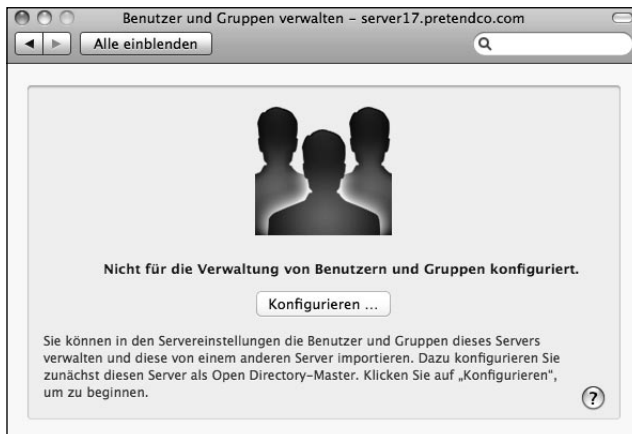 Benutzer und Gruppen verwalten – server17.pretendco.com
Alle einblenden
Nicht für die Verwaltung von Benutzern und Gruppen konfiguriert.
Konfigurieren ...
Sie können in den Servereinstellungen die Benutzer und Gruppen dieses Servers
verwalten und diese von einem anderen Server importieren. Dazu konfigurieren Sie
zunächst diesen Server als Open Directory-Master. Klicken Sie auf „Konfigurieren“,
um zu beginnen.
?